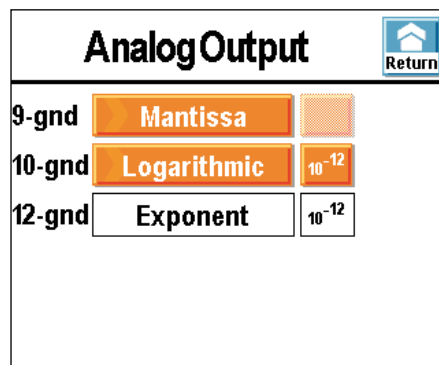 Analog Output
Return
9-gnd Mantissa
10-gnd Logarithmic 10⁻¹²
12-gnd Exponent 10⁻¹²